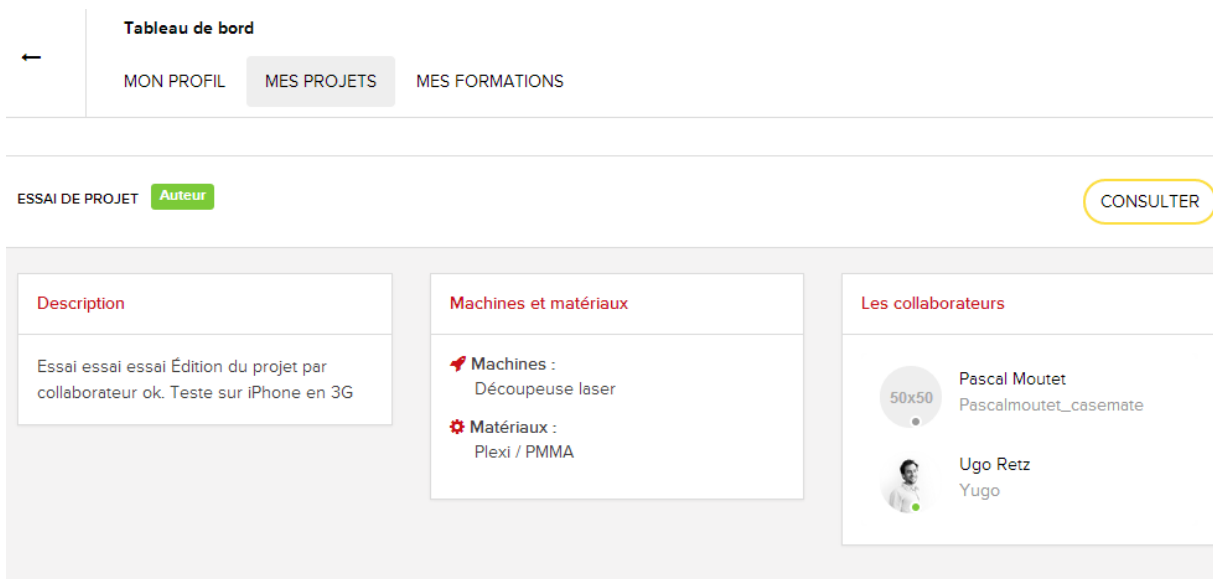 Tableau de bord
←
MON PROFIL MES PROJETS MES FORMATIONS
ESSAI DE PROJET Auteur
CONSULTER
Description
Essai essai essai Édition du projet par
collaborateur ok. Teste sur iPhone en 3G
Machines et matériaux
Machines :
Découpeuse laser
Matériaux :
Plexi / PMMA
Les collaborateurs
50x50
Pascal Moutet
Pascalmoutet_casemate
Ugo Retz
Yugo